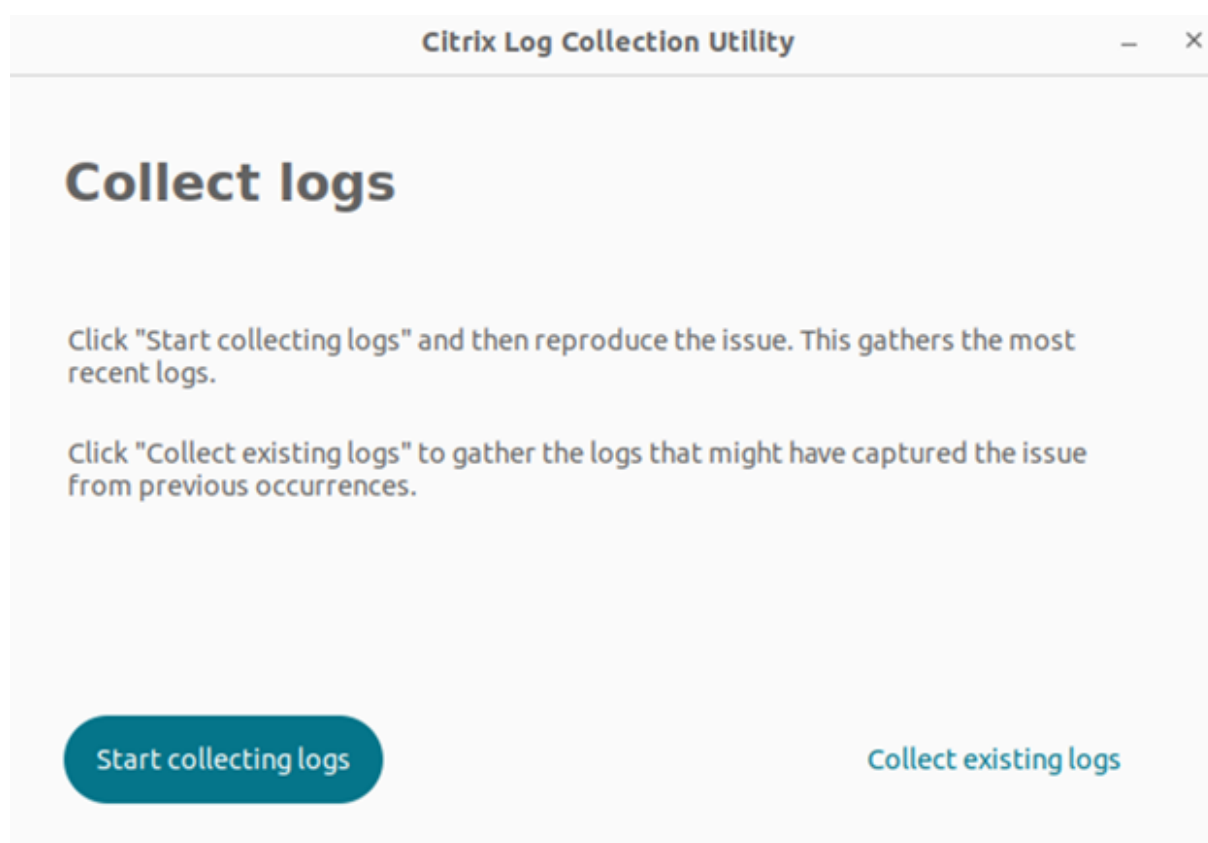 Citrix Log Collection Utility
Collect logs
Click "Start collecting logs" and then reproduce the issue. This gathers the most
recent logs.
Click "Collect existing logs" to gather the logs that might have captured the issue
from previous occurrences.
Start collecting logs
Collect existing logs